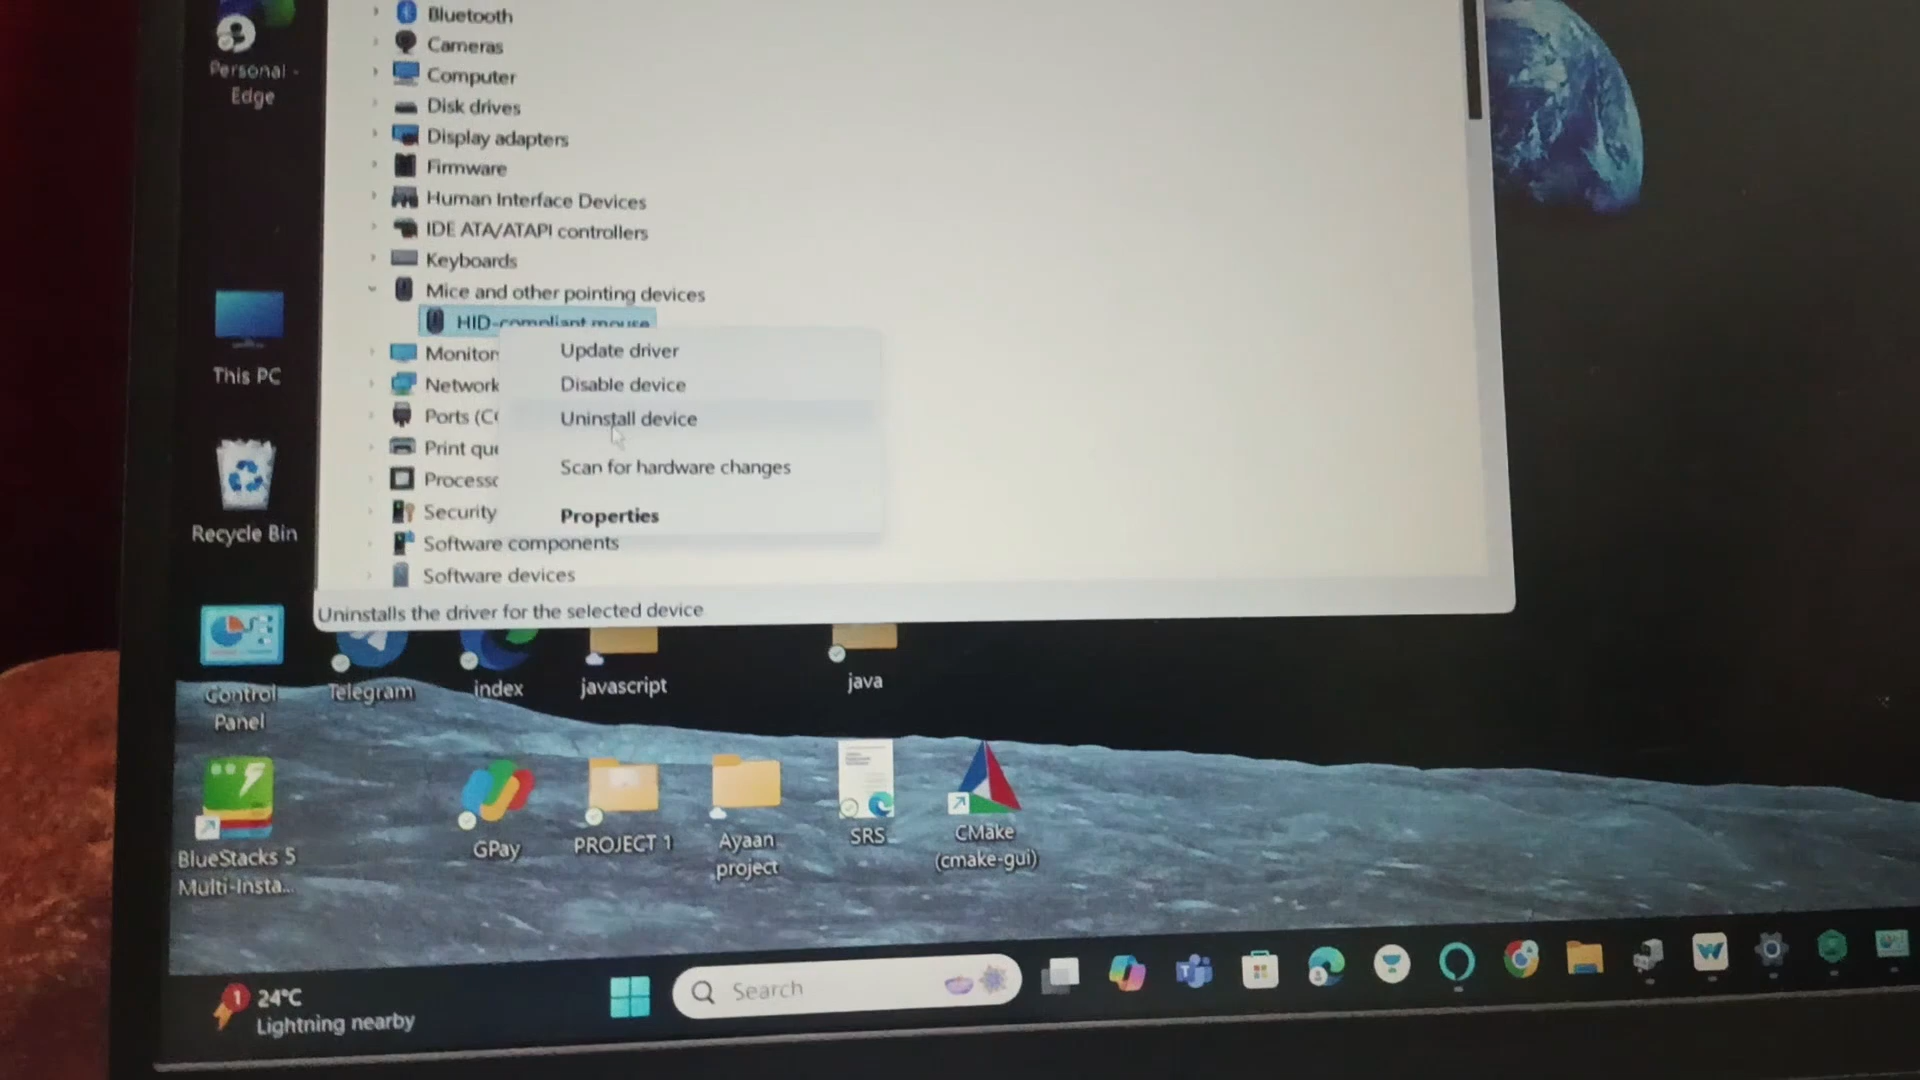 Personal -
Edge
Bluetooth
Cameras
Computer
Disk drives
Display adapters
Firmware
Human Interface Devices
IDE ATA/ATAPI controllers
Keyboards
Mice and other pointing devices
HID-compliant mouse
Monitor
Network
Ports (CO
Print que
Processo
Security
Software components
Software devices
Update driver
Disable device
Uninstall device
Scan for hardware changes
Properties
Uninstalls the driver for the selected device
This PC
Recycle Bin
Control
Panel
Telegram
index
javascript
java
BlueStacks 5
Multi-Insta...
GPay
PROJECT 1
Ayaan
project
SRS
CMake
(cmake-gui)
1
24°C
Lightning nearby
Search
W